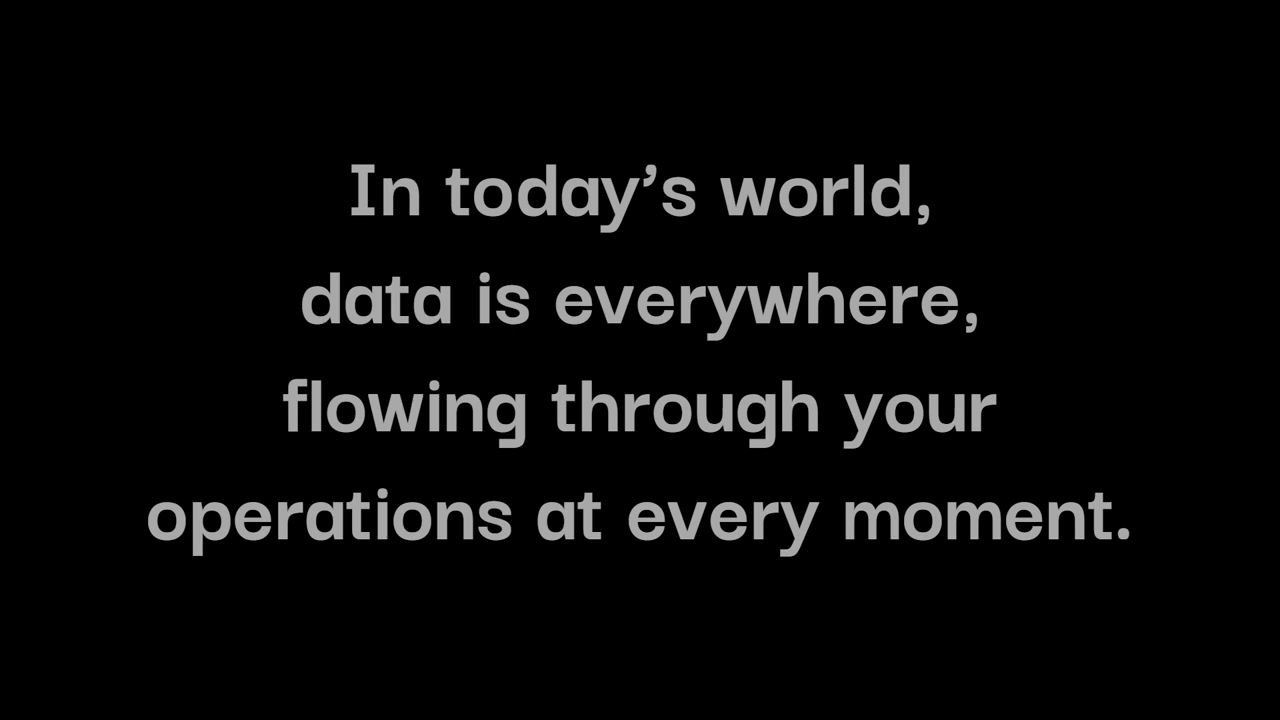 In today’s world,
data is everywhere,
flowing through your
operations at every moment.